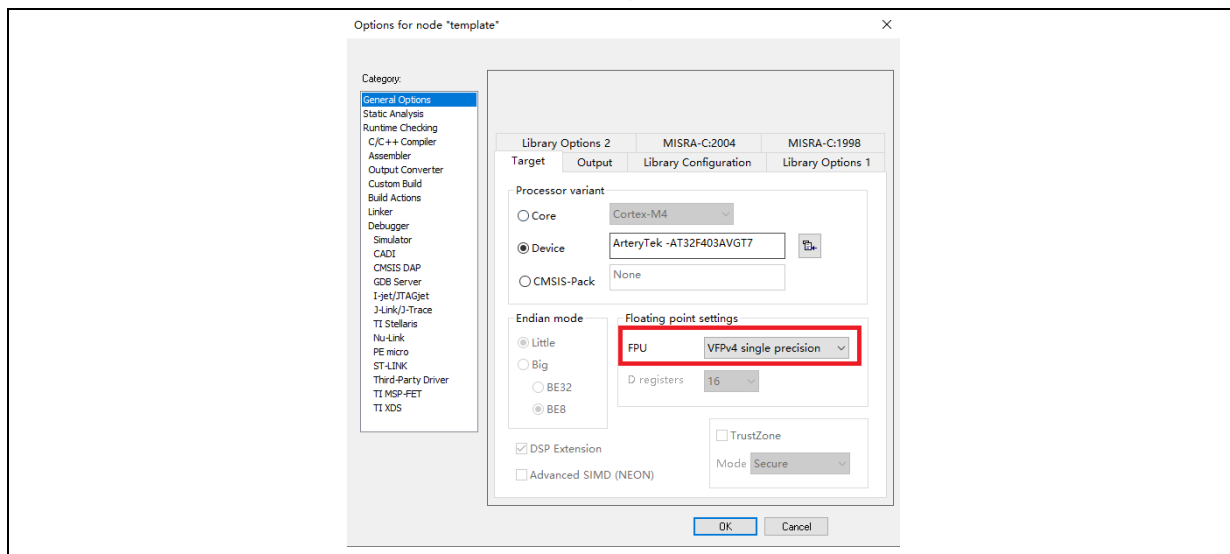 Options for node "template"
Category:
General Options
Static Analysis
Runtime Checking
C/C++ Compiler
Assembler
Output Converter
Custom Build
Build Actions
Linker
Debugger
Simulator
CADI
CMSIS DAP
GDB Server
I-jet/JTAGjet
J-Link/J-Trace
TI Stellaris
Nu-Link
PE micro
ST-LINK
Third-Party Driver
TI MSP-FET
TI XDS
Library Options 2 MISRA-C:2004 MISRA-C:1998
Target Output Library Configuration Library Options 1
Processor variant
Core Cortex-M4
Device ArteryTek -AT32F403AVGT7
CMSIS-Pack None
Endian mode
Little
Big
BE32
BE8
Floating point settings
FPU VFPv4 single precision
D registers 16
DSP Extension
Advanced SIMD (NEON)
TrustZone
Mode Secure
OK Cancel